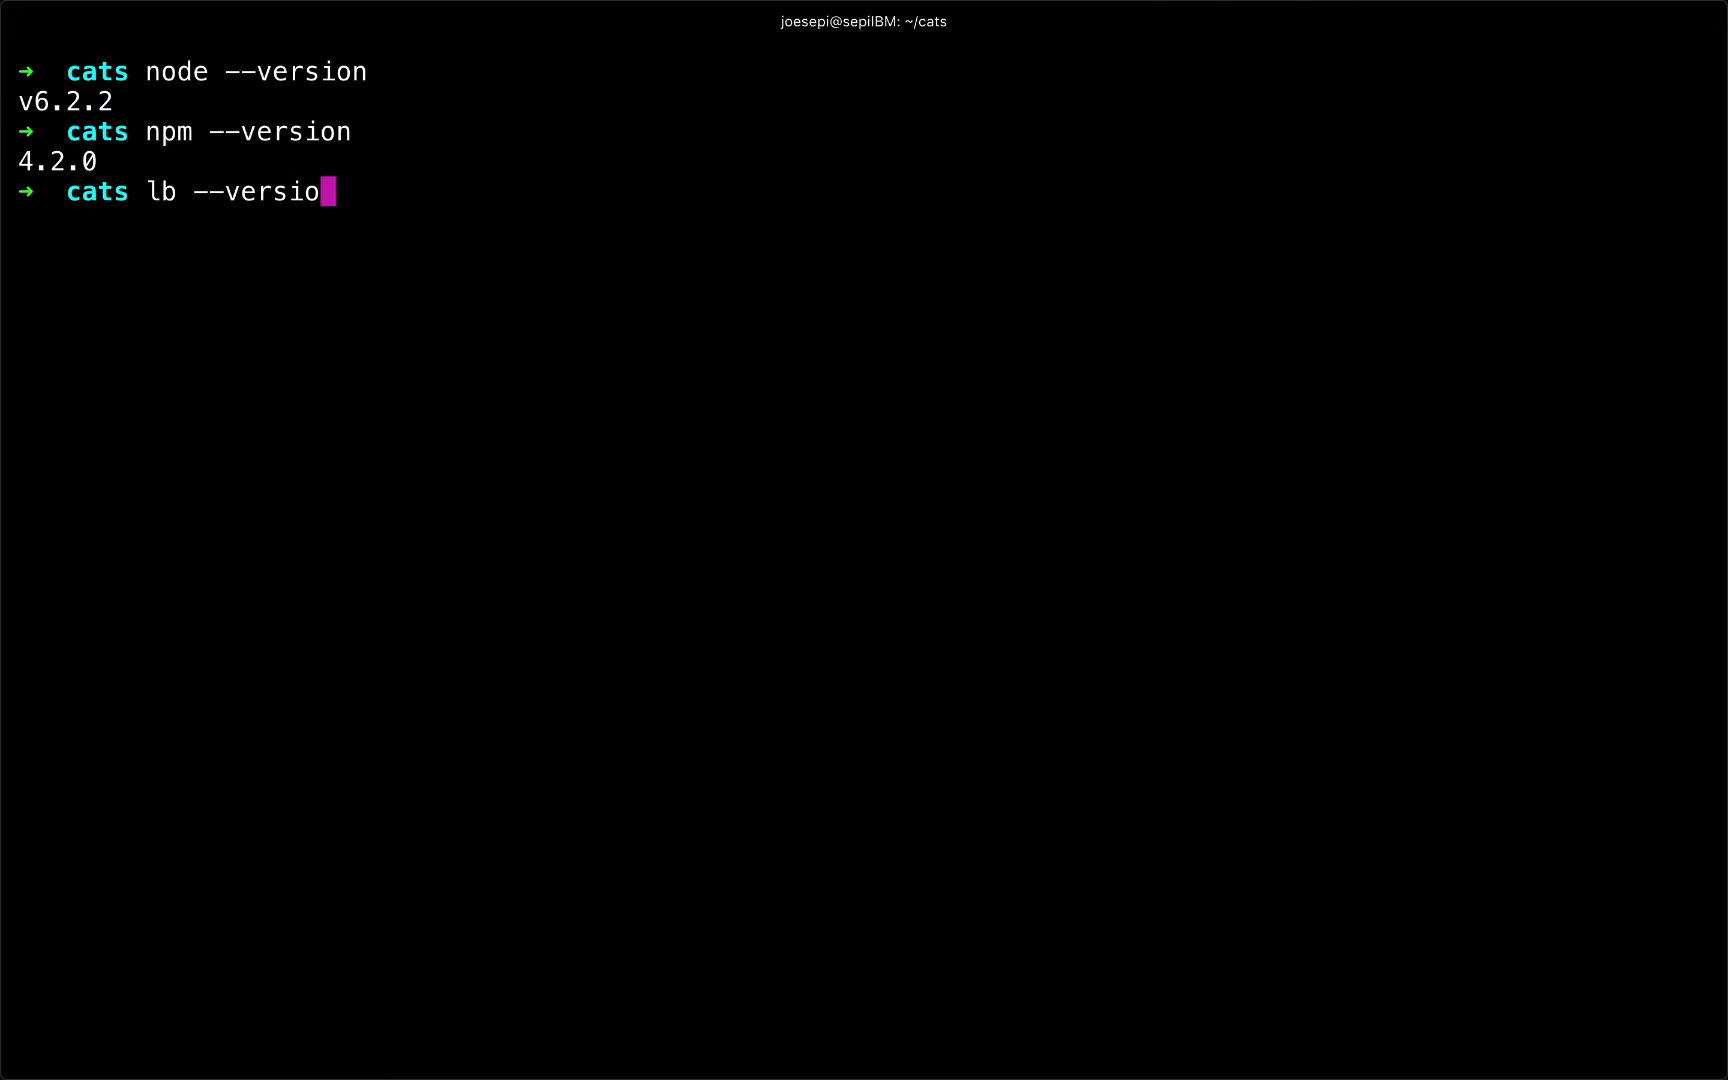 joesepi@sepiIBM: ~/cats
➜ cats node --version
v6.2.2
➜ cats npm --version
4.2.0
➜ cats lb --versio